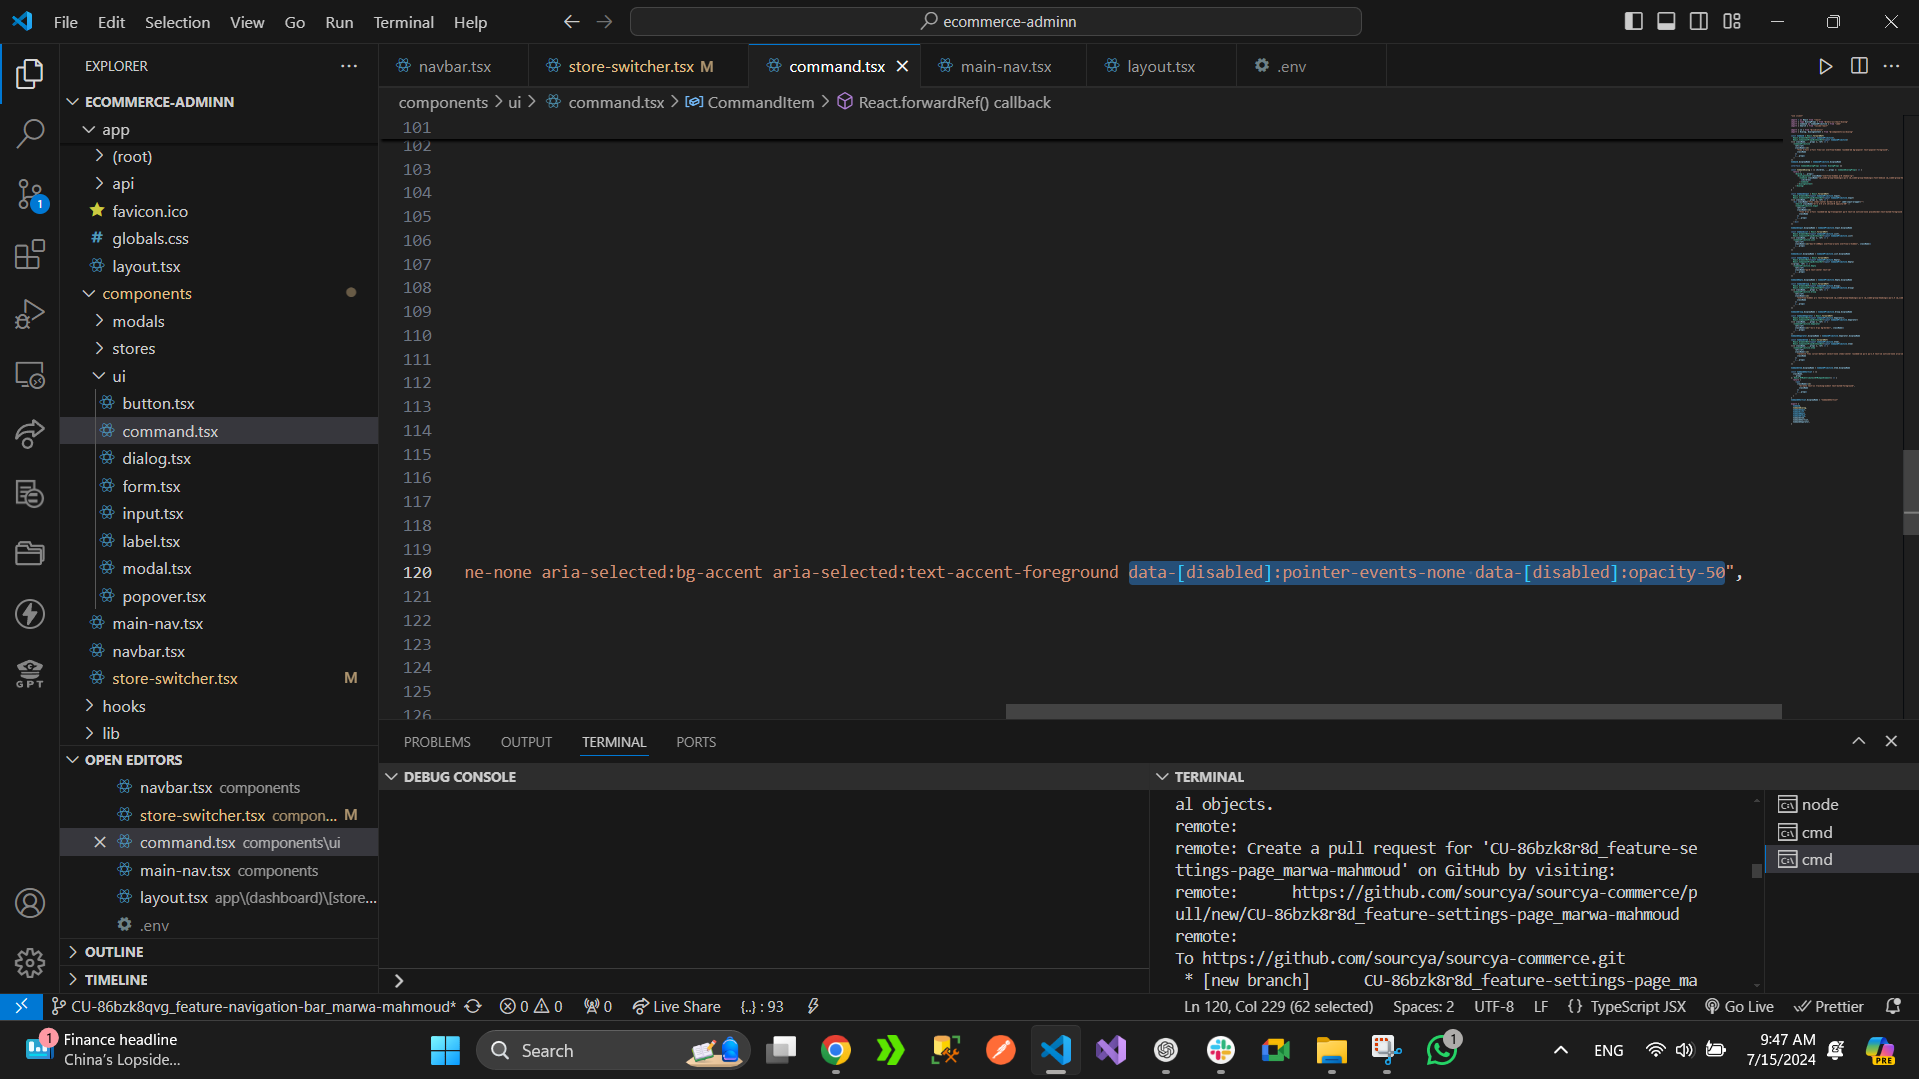 File Edit Selection View Go Run Terminal Help
ecommerce-adminn
EXPLORER
ECOMMERCE-ADMINN
app
(root)
api
favicon.ico
# globals.css
layout.tsx
components
modals
stores
ui
button.tsx
command.tsx
dialog.tsx
form.tsx
input.tsx
label.tsx
modal.tsx
popover.tsx
main-nav.tsx
navbar.tsx
store-switcher.tsx M
hooks
lib
OPEN EDITORS
navbar.tsx components
store-switcher.tsx compon... M
command.tsx components\ui
main-nav.tsx components
layout.tsx app\(dashboard)\[store...
.env
OUTLINE
TIMELINE
1
GPT
navbar.tsx store-switcher.tsx M command.tsx main-nav.tsx layout.tsx .env
components > ui > command.tsx > CommandItem > React.forwardRef() callback
101
102
103
104
105
106
107
108
109
110
111
112
113
114
115
116
117
118
119
120 ne-none aria-selected:bg-accent aria-selected:text-accent-foreground data-[disabled]:pointer-events-none data-[disabled]:opacity-50",
121
122
123
124
125
126
PROBLEMS OUTPUT TERMINAL PORTS
DEBUG CONSOLE
TERMINAL
al objects.
remote:
remote: Create a pull request for 'CU-86bzk8r8d_feature-se
ttings-page_marwa-mahmoud' on GitHub by visiting:
remote: https://github.com/sourcya/sourcya-commerce/p
ull/new/CU-86bzk8r8d_feature-settings-page_marwa-mahmoud
remote:
To https://github.com/sourcya/sourcya-commerce.git
* [new branch] CU-86bzk8r8d_feature-settings-page_ma
node
cmd
cmd
CU-86bzk8qvg_feature-navigation-bar_marwa-mahmoud* 0 0 0 Live Share {..} : 93 Ln 120, Col 229 (62 selected) Spaces: 2 UTF-8 LF {} TypeScript JSX Go Live Prettier
1
Finance headline
China's Lopside...
Search
1
ENG
9:47 AM
7/15/2024
PRE